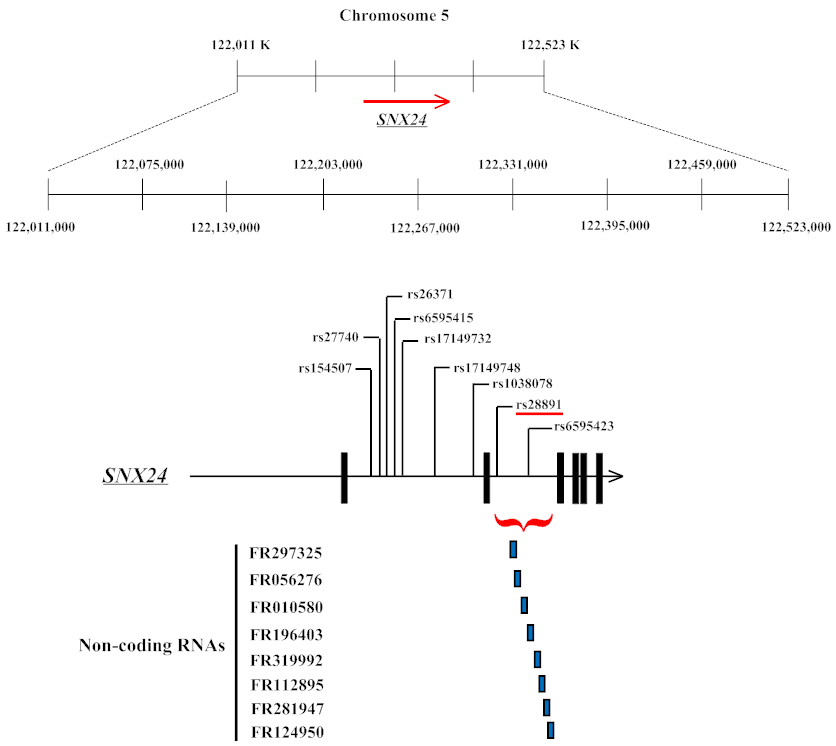 Chromosome 5
122,011 K
122,523 K
SNX24
122,075,000
122,203,000
122,331,000
122,459,000
122,011,000
122,139,000
122,267,000
122,395,000
122,523,000
rs26371
rs6595415
rs27740
rs17149732
rs154507
rs17149748
rs1038078
rs28891
rs6595423
SNX24
Non-coding RNAs
FR297325
FR056276
FR010580
FR196403
FR319992
FR112895
FR281947
FR124950